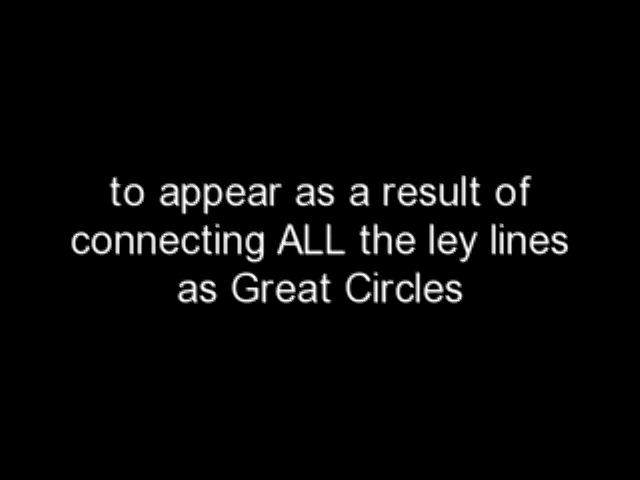 to appear as a result of
connecting ALL the ley lines
as Great Circles